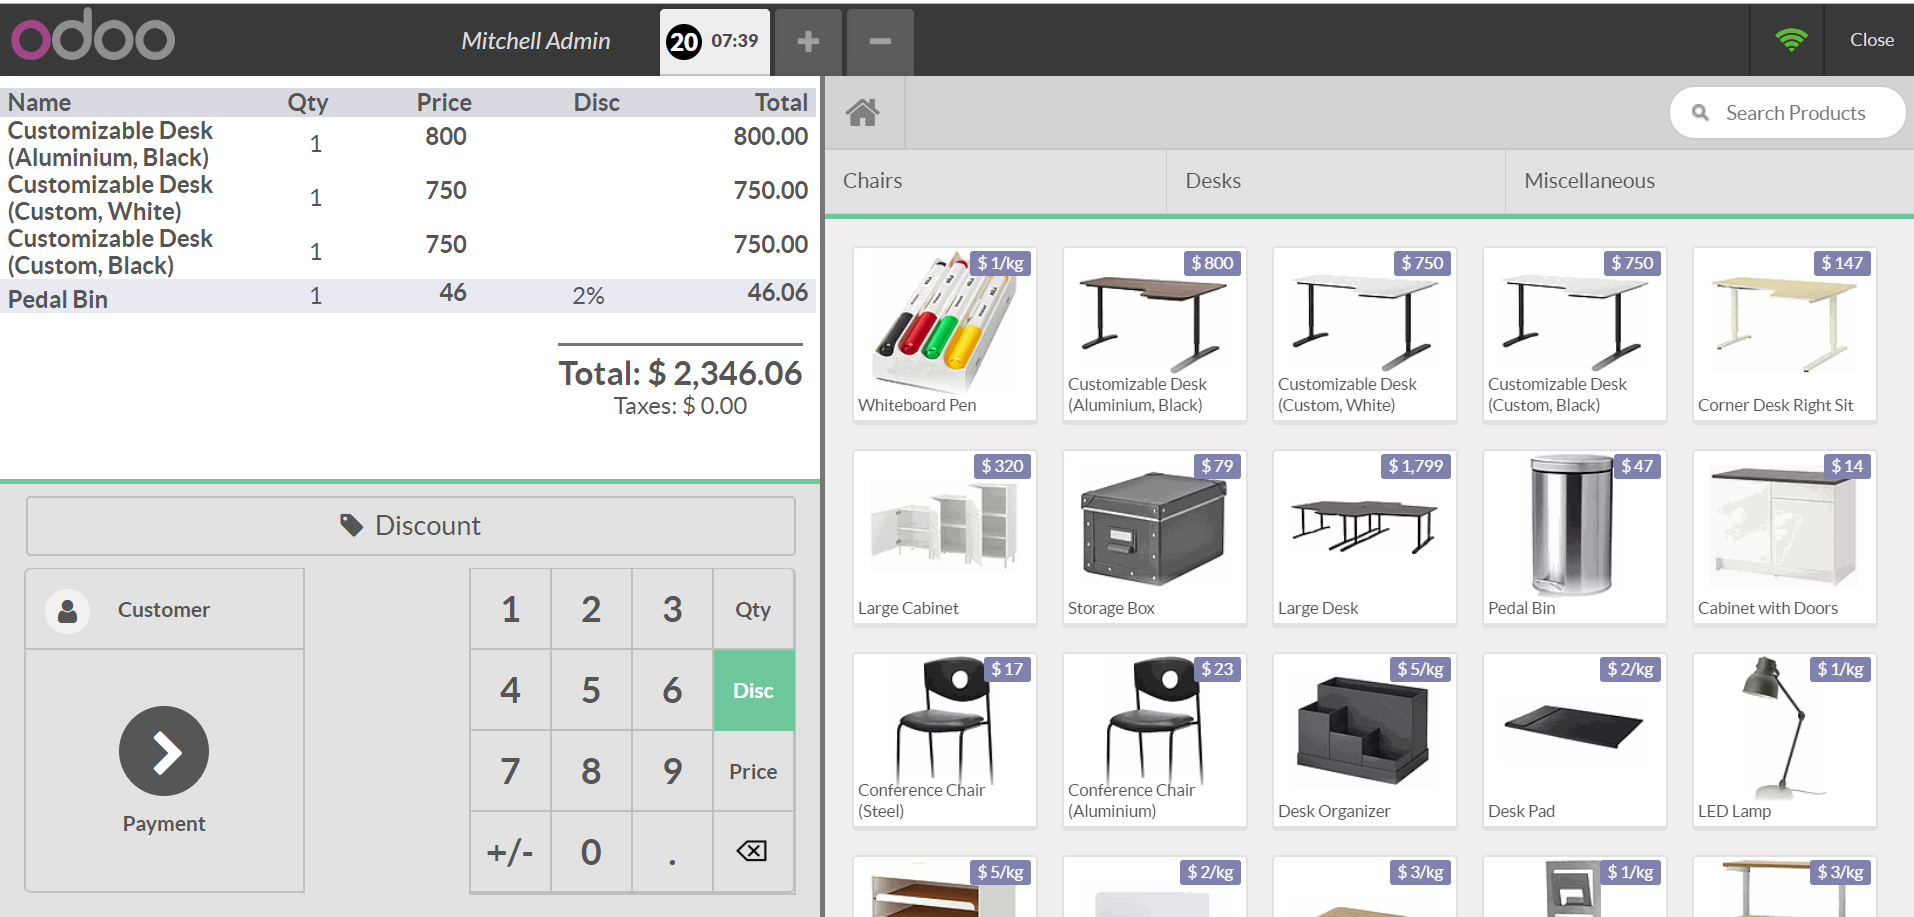 odoo
Mitchell Admin
20 07:39
+
-
Close
Name Qty Price Disc Total
Customizable Desk (Aluminium, Black) 1 800 800.00
Customizable Desk (Custom, White) 1 750 750.00
Customizable Desk (Custom, Black) 1 750 750.00
Pedal Bin 1 46 2% 46.06
Total: $ 2,346.06
Taxes: $ 0.00
Discount
Customer
Payment
1 2 3 Qty
4 5 6 Disc
7 8 9 Price
+/- 0 .
Search Products
Chairs Desks Miscellaneous
$ 1/kg
Whiteboard Pen
$ 800
Customizable Desk
(Aluminium, Black)
$ 750
Customizable Desk
(Custom, White)
$ 750
Customizable Desk
(Custom, Black)
$ 147
Corner Desk Right Sit
$ 320
Large Cabinet
$ 79
Storage Box
$ 1,799
Large Desk
$ 47
Pedal Bin
$ 14
Cabinet with Doors
$ 17
Conference Chair
(Steel)
$ 23
Conference Chair
(Aluminium)
$ 5/kg
Desk Organizer
$ 2/kg
Desk Pad
$ 1/kg
LED Lamp
$ 5/kg
$ 2/kg
$ 3/kg
$ 1/kg
$ 3/kg